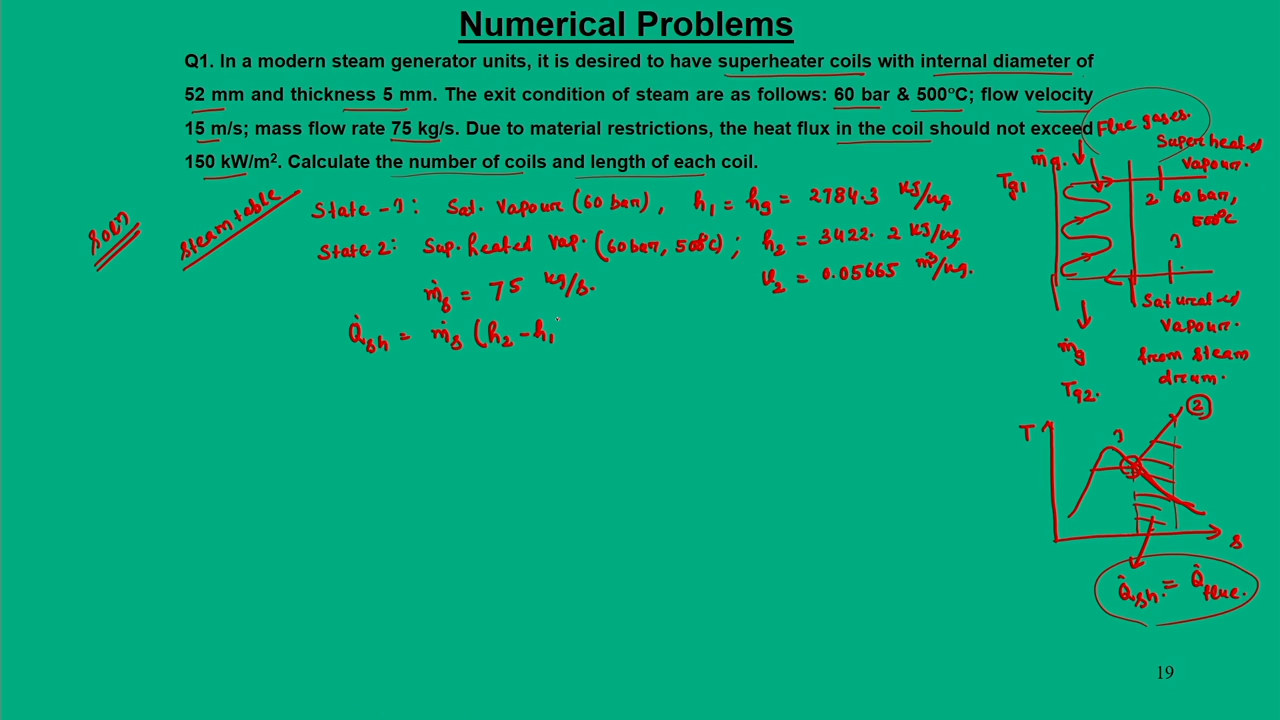 Numerical Problems
Q1. In a modern steam generator units, it is desired to have superheater coils with internal diameter of
52 mm and thickness 5 mm. The exit condition of steam are as follows: 60 bar & 500°C; flow velocity
15 m/s; mass flow rate 75 kg/s. Due to material restrictions, the heat flux in the coil should not exceed
150 kW/m². Calculate the number of coils and length of each coil.
Soln
Steam table
State-1: Sat. Vapour (60 bar), h₁ = hg = 2784.3 kJ/kg
State 2: Sup. heated Vap. (60 bar, 500°C); h₂ = 3422.2 kJ/kg
v₂ = 0.05665 m³/kg.
ṁs = 75 kg/s.
Q̇sh = ṁs (h₂ - h₁
Flue gases.
ṁg.
Tg1
Super heated
Vapour.
2 60 bar,
500°C
1
Saturated
Vapour.
from steam
drum.
ṁg
Tg2.
T
1
2
s
Q̇sh. = Q̇flue.
19